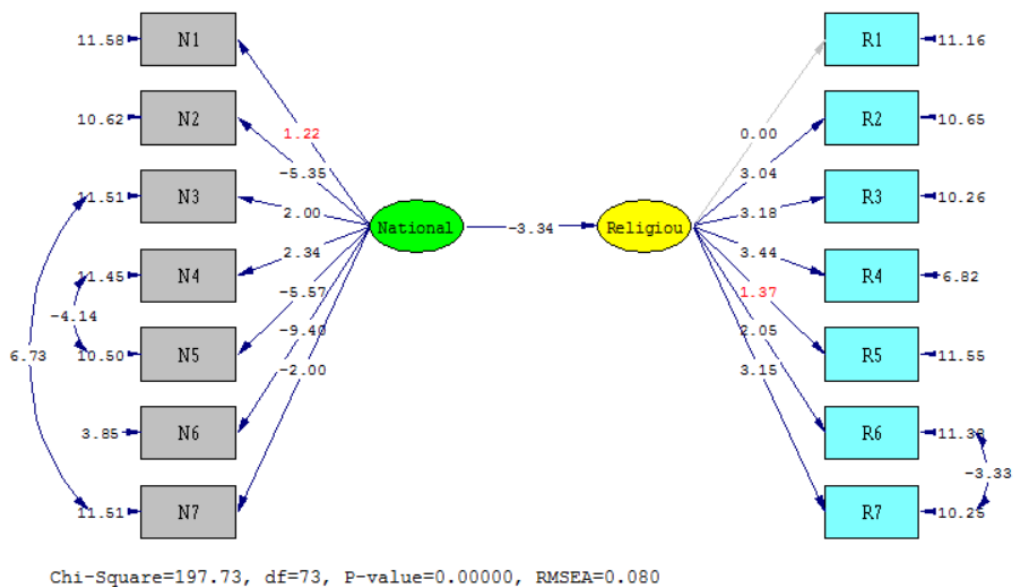 11.58 N1 R1 11.16
10.62 N2 1.22 0.00 R2 10.65
-5.35 3.04
11.51 N3 2.00 3.18 R3 10.26
National -3.34 Religiou
2.34 3.44
11.45 N4 R4 6.82
-5.57 1.37
-4.14
-9.40 2.05
6.73 10.50 N5 R5 11.55
-2.00 3.15
3.85 N6 R6 11.38
-3.33
11.51 N7 R7 10.25
Chi-Square=197.73, df=73, P-value=0.00000, RMSEA=0.080